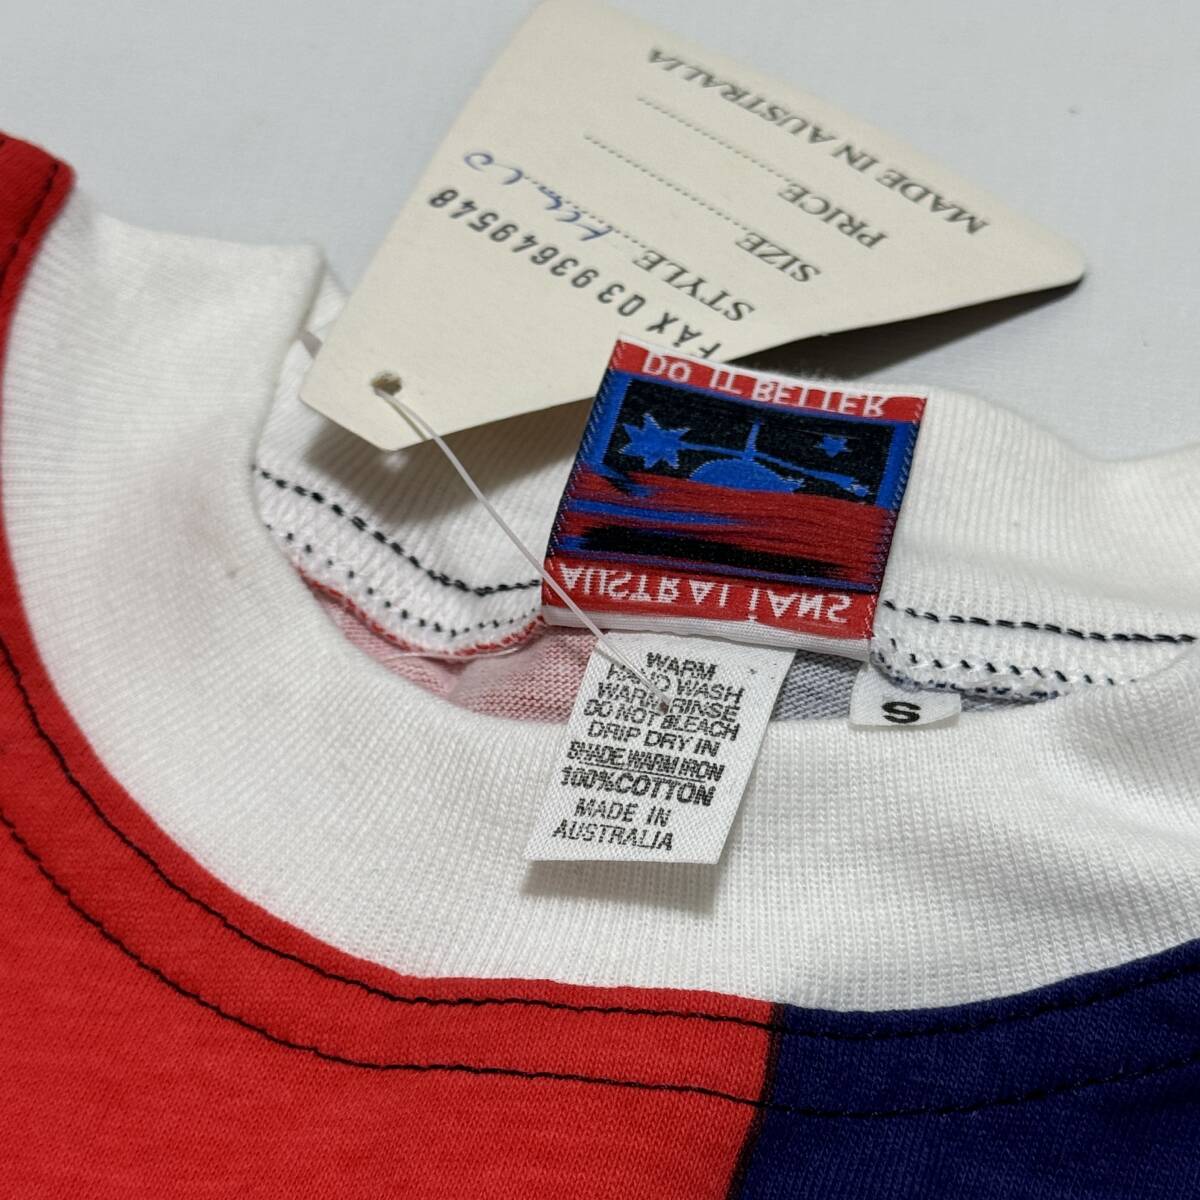 MADE IN AUSTRALIA
PRICE
SIZE
STYLE
FAX 03 93649548
AUSTRALIANS
DO IT BETTER
WARM
HAND WASH
WARM RINSE
DO NOT BLEACH
DRIP DRY IN
SHADE, WARM IRON
100% COTTON
MADE IN
AUSTRALIA
S